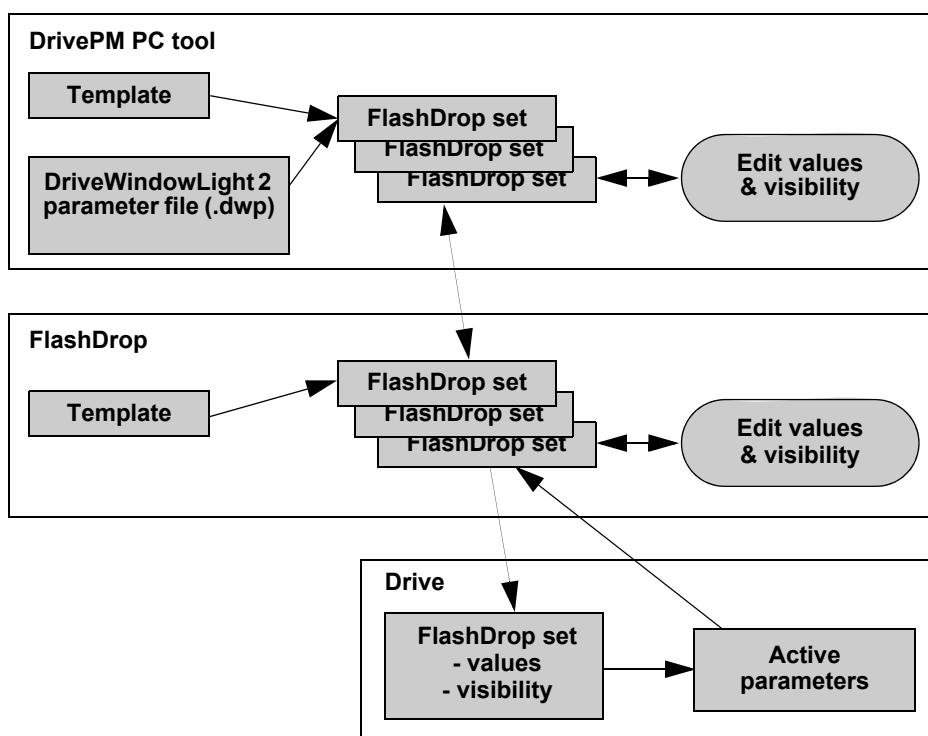 DrivePM PC tool
Template
FlashDrop set
FlashDrop set
FlashDrop set
DriveWindowLight 2
parameter file (.dwp)
Edit values
& visibility
FlashDrop
Template
FlashDrop set
FlashDrop set
FlashDrop set
Edit values
& visibility
Drive
FlashDrop set
- values
- visibility
Active
parameters